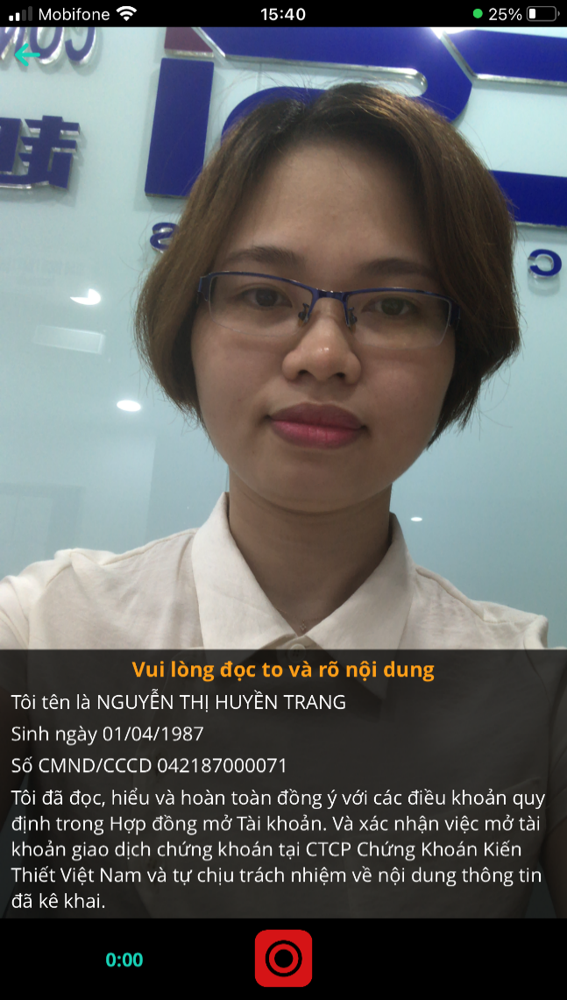 Mobifone 15:40 25%
Vui lòng đọc to và rõ nội dung
Tôi tên là NGUYỄN THỊ HUYỀN TRANG
Sinh ngày 01/04/1987
Số CMND/CCCD 042187000071
Tôi đã đọc, hiểu và hoàn toàn đồng ý với các điều khoản quy
định trong Hợp đồng mở Tài khoản. Và xác nhận việc mở tài
khoản giao dịch chứng khoán tại CTCP Chứng Khoán Kiến
Thiết Việt Nam và tự chịu trách nhiệm về nội dung thông tin
đã kê khai.
0:00